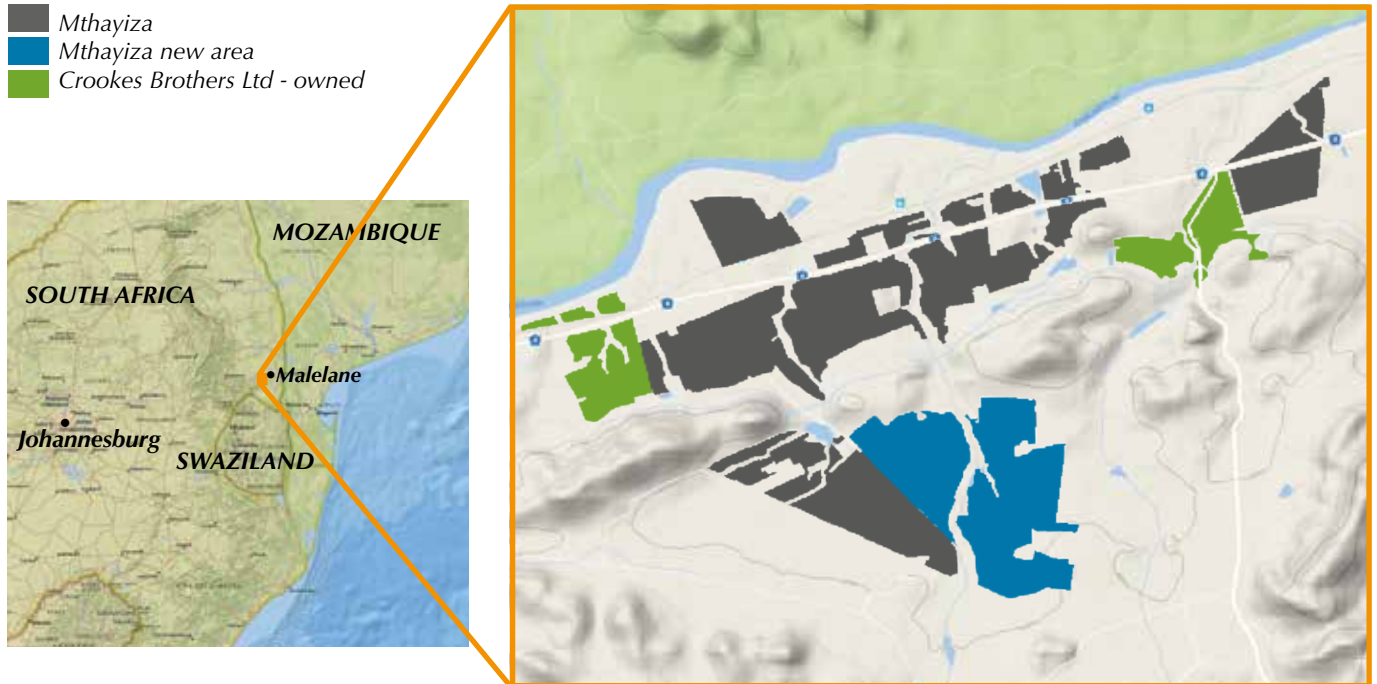 Mthayiza
Mthayiza new area
Crookes Brothers Ltd - owned
MOZAMBIQUE
SOUTH AFRICA
Malelane
Johannesburg
SWAZILAND